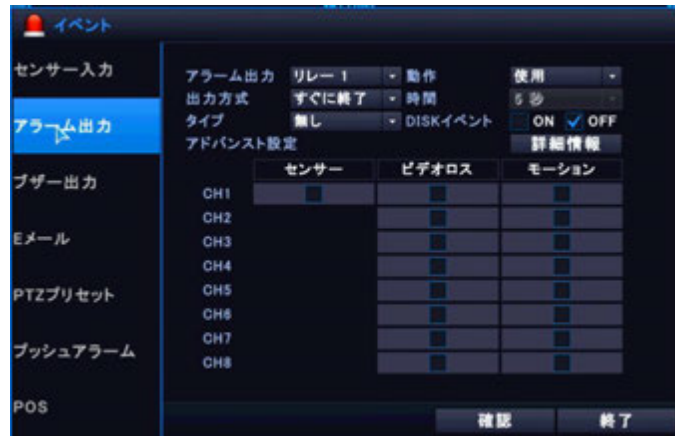 イベント
センサー入力
アラーム出力
ブザー出力
Eメール
PTZプリセット
プッシュアラーム
POS
アラーム出力 リレー 1 動作 使用
出力方式 すぐに終了 時間 5 秒
タイプ 無し DISKイベント ON OFF
アドバンスト設定 詳細情報
センサー ビデオロス モーション
CH1
CH2
CH3
CH4
CH5
CH6
CH7
CH8
確認 終了